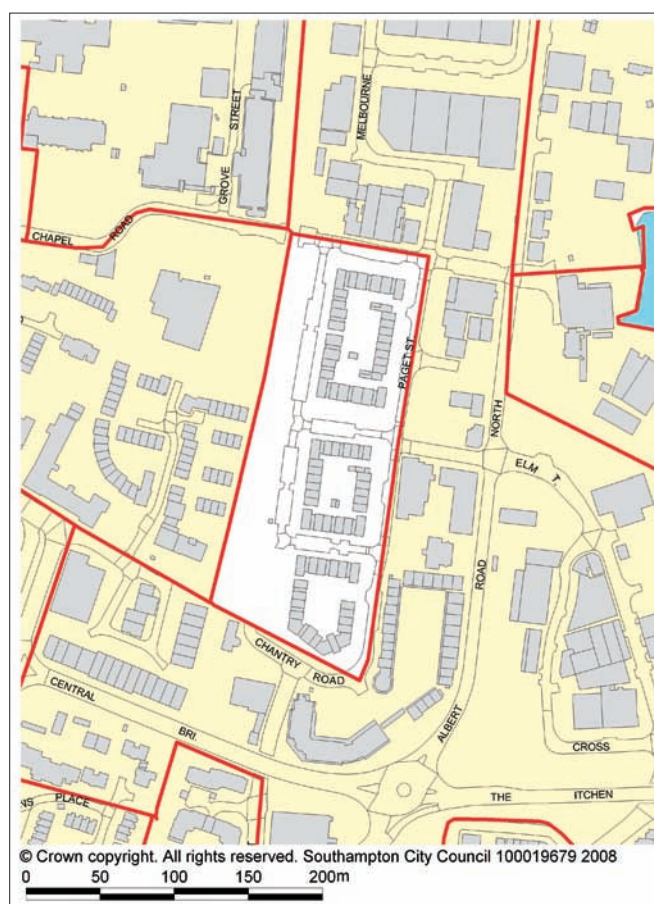 MELBOURNE
STREET
GROVE
CHAPEL
ROAD
PAGET ST
NORTH
ELM T.
ROAD
CHANTRY
ROAD
CENTRAL
BRI.
ALBERT
CROSS
NS PLACE
THE ITCHEN
© Crown copyright. All rights reserved. Southampton City Council 100019679 2008
0 50 100 150 200m